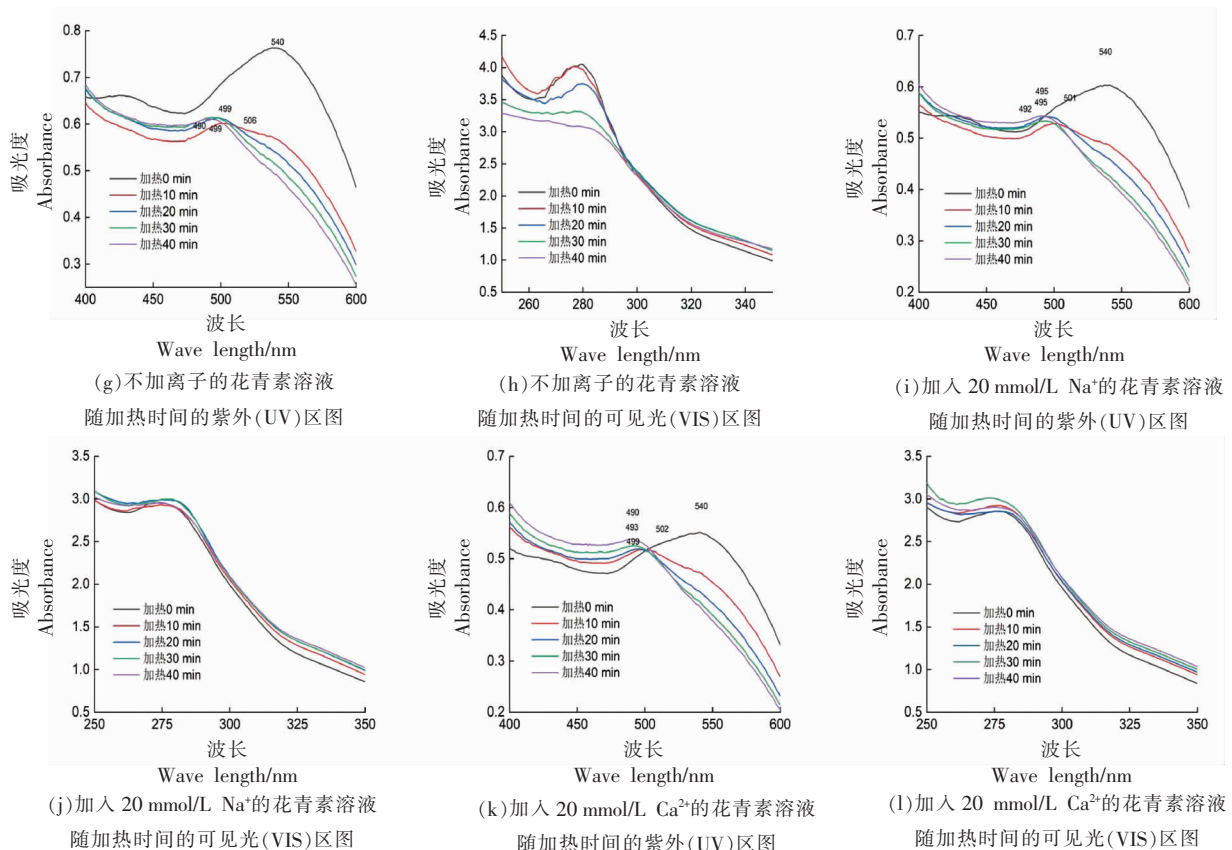 0.8
0.7
0.6
0.5
0.4
0.3
吸光度
Absorbance
540
499
490
499
506
加热0 min
加热10 min
加热20 min
加热30 min
加热40 min
400
450
500
550
600
波长
Wave length/nm
(g)不加离子的花青素溶液
随加热时间的紫外(UV)区图
4.5
4.0
3.5
3.0
2.5
2.0
1.5
1.0
0.5
吸光度
Absorbance
加热0 min
加热10 min
加热20 min
加热30 min
加热40 min
260
280
300
320
340
波长
Wave length/nm
(h)不加离子的花青素溶液
随加热时间的可见光(VIS)区图
0.7
0.6
0.5
0.4
0.3
0.2
吸光度
Absorbance
540
495
492
495
501
加热0 min
加热10 min
加热20 min
加热30 min
加热40 min
400
450
500
550
600
波长
Wave length/nm
(i)加入 20 mmol/L Na⁺的花青素溶液
随加热时间的紫外(UV)区图
3.5
3.0
2.5
2.0
1.5
1.0
0.5
吸光度
Absorbance
加热0 min
加热10 min
加热20 min
加热30 min
加热40 min
250
275
300
325
350
波长
Wave length/nm
(j)加入 20 mmol/L Na⁺的花青素溶液
随加热时间的可见光(VIS)区图
0.7
0.6
0.5
0.4
0.3
0.2
吸光度
Absorbance
490
540
493
502
499
加热0 min
加热10 min
加热20 min
加热30 min
加热40 min
400
450
500
550
600
波长
Wave length/nm
(k)加入 20 mmol/L Ca²⁺的花青素溶液
随加热时间的紫外(UV)区图
3.5
3.0
2.5
2.0
1.5
1.0
0.5
吸光度
Absorbance
加热0 min
加热10 min
加热20 min
加热30 min
加热40 min
250
275
300
325
350
波长
Wave length/nm
(l)加入 20 mmol/L Ca²⁺的花青素溶液
随加热时间的可见光(VIS)区图